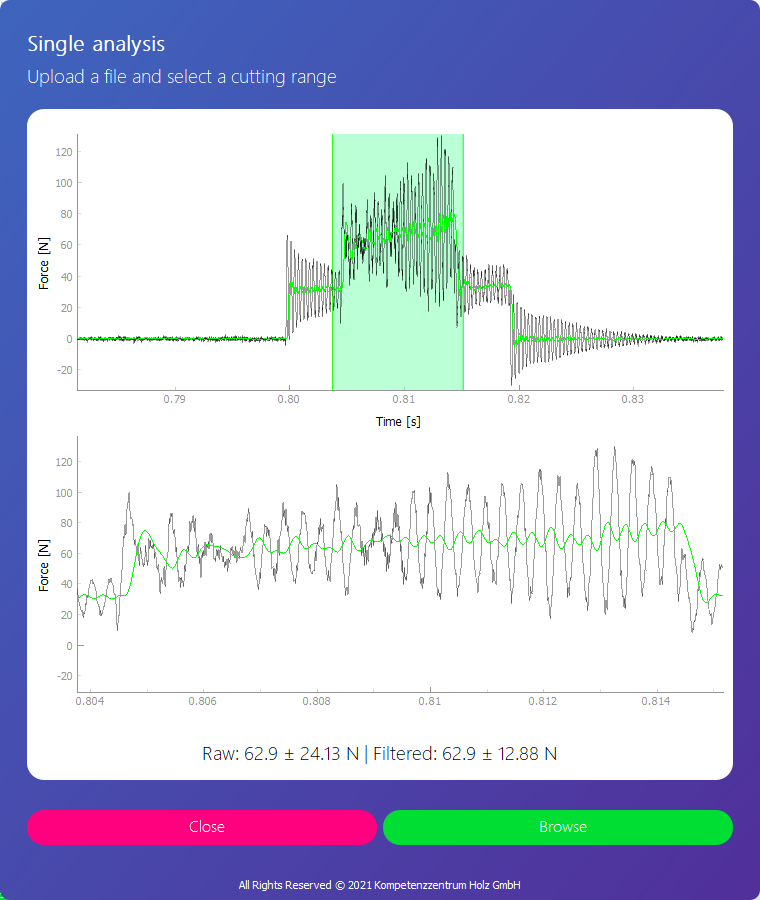 Single analysis
Upload a file and select a cutting range
120
100
80
60
40
20
0
-20
Force [N]
0.79 0.80 0.81 0.82 0.83
Time [s]
120
100
80
60
40
20
0
-20
Force [N]
0.804 0.806 0.808 0.81 0.812 0.814
Raw: 62.9 ± 24.13 N | Filtered: 62.9 ± 12.88 N
Close Browse
All Rights Reserved © 2021 Kompetenzzentrum Holz GmbH